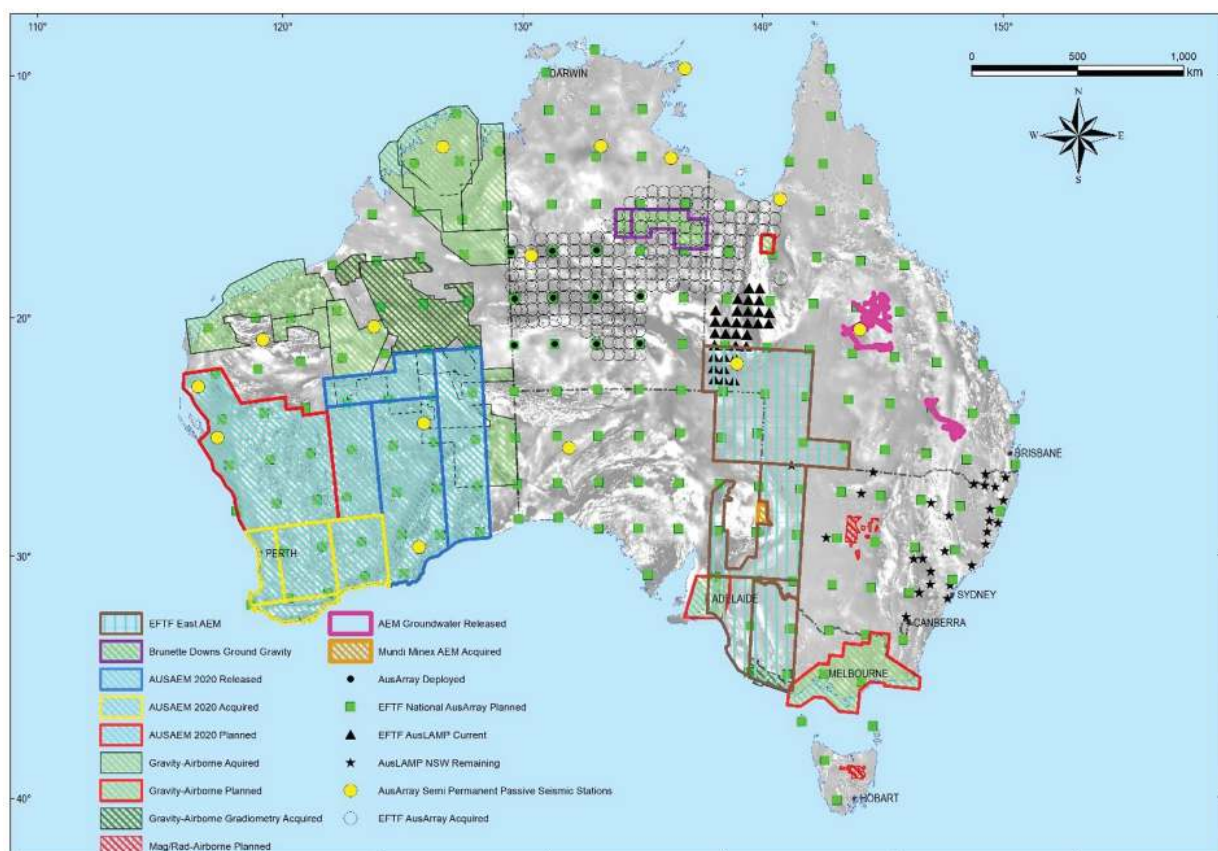 110°
120°
130°
140°
150°
0 500 1,000
km
10°
DARWIN
N
W E
S
20°
BRISBANE
A
30°
PERTH
SYDNEY
ADELAIDE
CANBERRA
MELBOURNE
40°
HOBART
EFTF East AEM
Brunette Downs Ground Gravity
AUSAEM 2020 Released
AUSAEM 2020 Acquired
AUSAEM 2020 Planned
Gravity-Airborne Aquired
Gravity-Airborne Planned
Gravity-Airborne Gradiometry Acquired
Mag/Rad-Airborne Planned
AEM Groundwater Released
Mundi Minex AEM Acquired
AusArray Deployed
EFTF National AusArray Planned
EFTF AusLAMP Current
AusLAMP NSW Remaining
AusArray Semi Permanent Passive Seismic Stations
EFTF AusArray Acquired